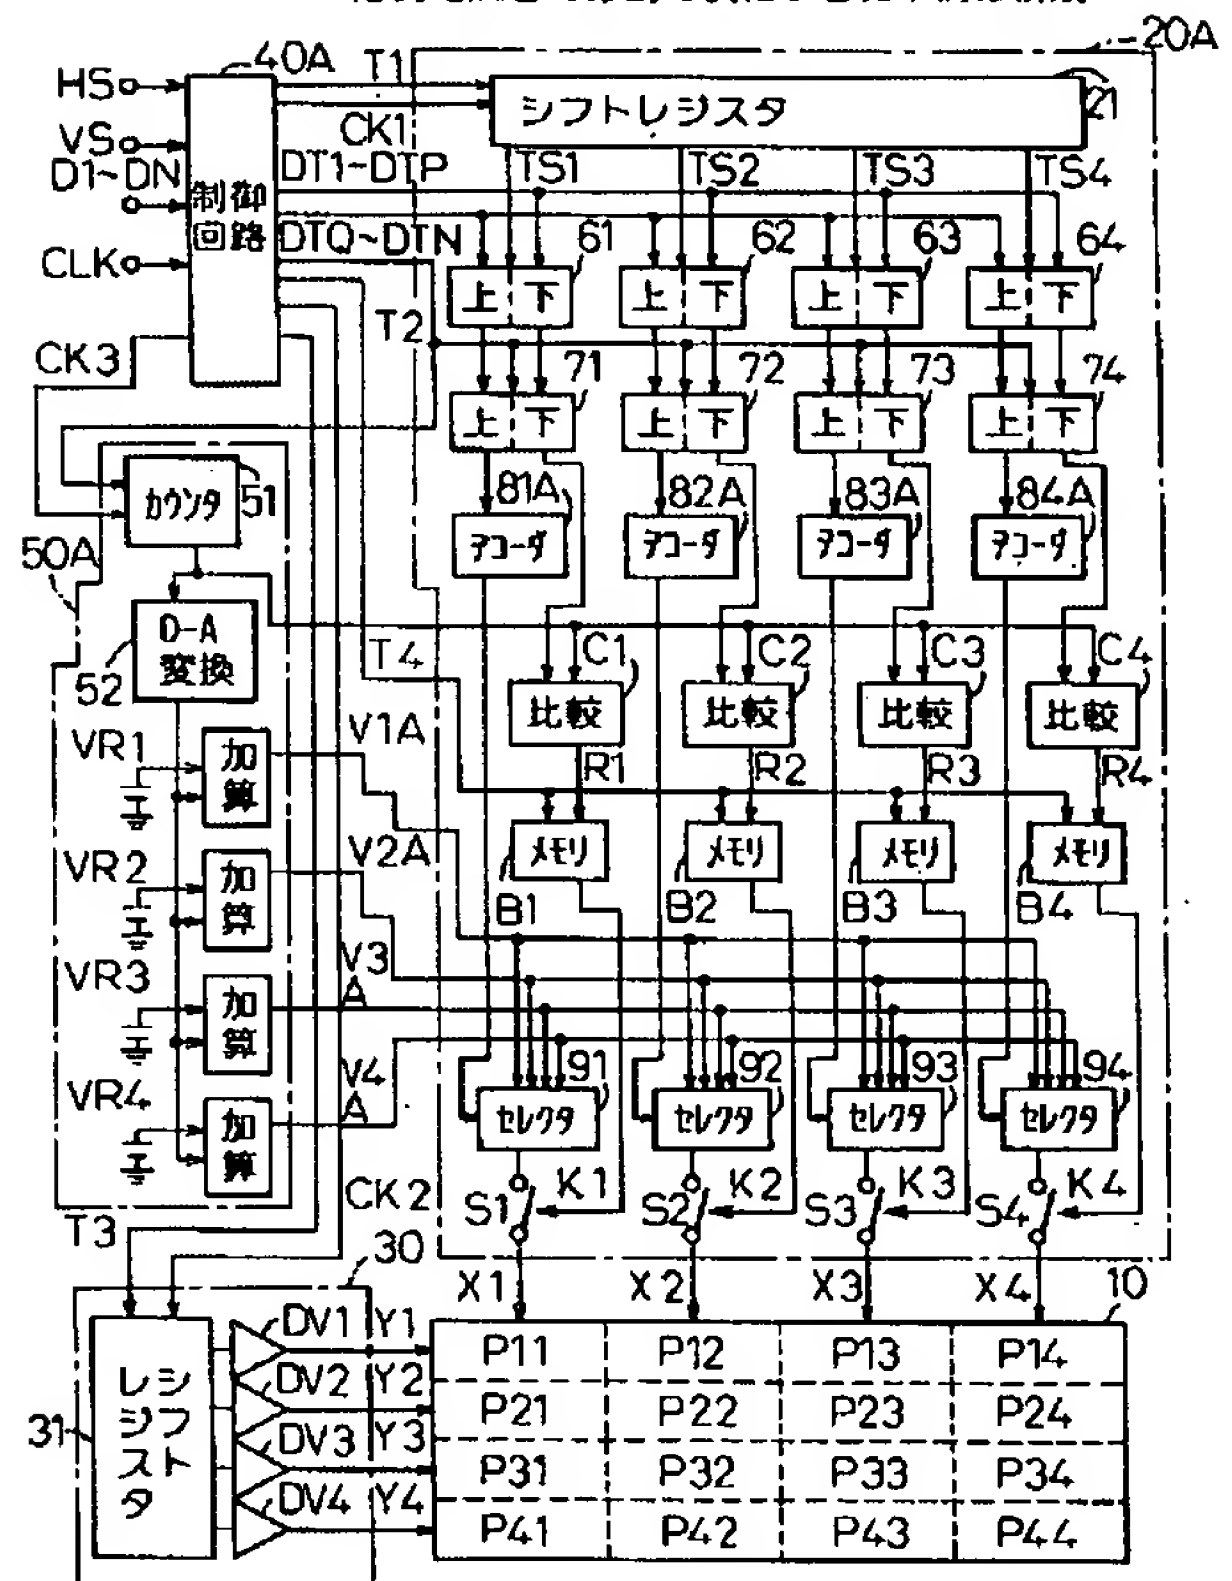 20A
40A
T1
HS
シフトレジスタ
21
CK1
VS
D1~DN
DT1~DTP
TS1
TS2
TS3
TS4
制御
回路
DTQ~DTN
61
62
63
64
CLK
上 下
上 下
上 下
上 下
T2
CK3
71
72
73
74
上 下
上 下
上 下
上 下
カウンタ
51
81A
82A
83A
84A
デコーダ
デコーダ
デコーダ
デコーダ
50A
D-A
変換
52
T4
C1
C2
C3
C4
比較
比較
比較
比較
VR1
加算
V1A
R1
R2
R3
R4
メモリ
メモリ
メモリ
メモリ
VR2
加算
V2A
B1
B2
B3
B4
VR3
加算
V3A
VR4
加算
V4A
91
92
93
94
セレクタ
セレクタ
セレクタ
セレクタ
CK2
S1
K1
S2
K2
S3
K3
S4
K4
T3
30
X1
X2
X3
X4
10
31
シフト
レジスタ
DV1
Y1
DV2
Y2
DV3
Y3
DV4
Y4
P11 P12 P13 P14
P21 P22 P23 P24
P31 P32 P33 P34
P41 P42 P43 P44